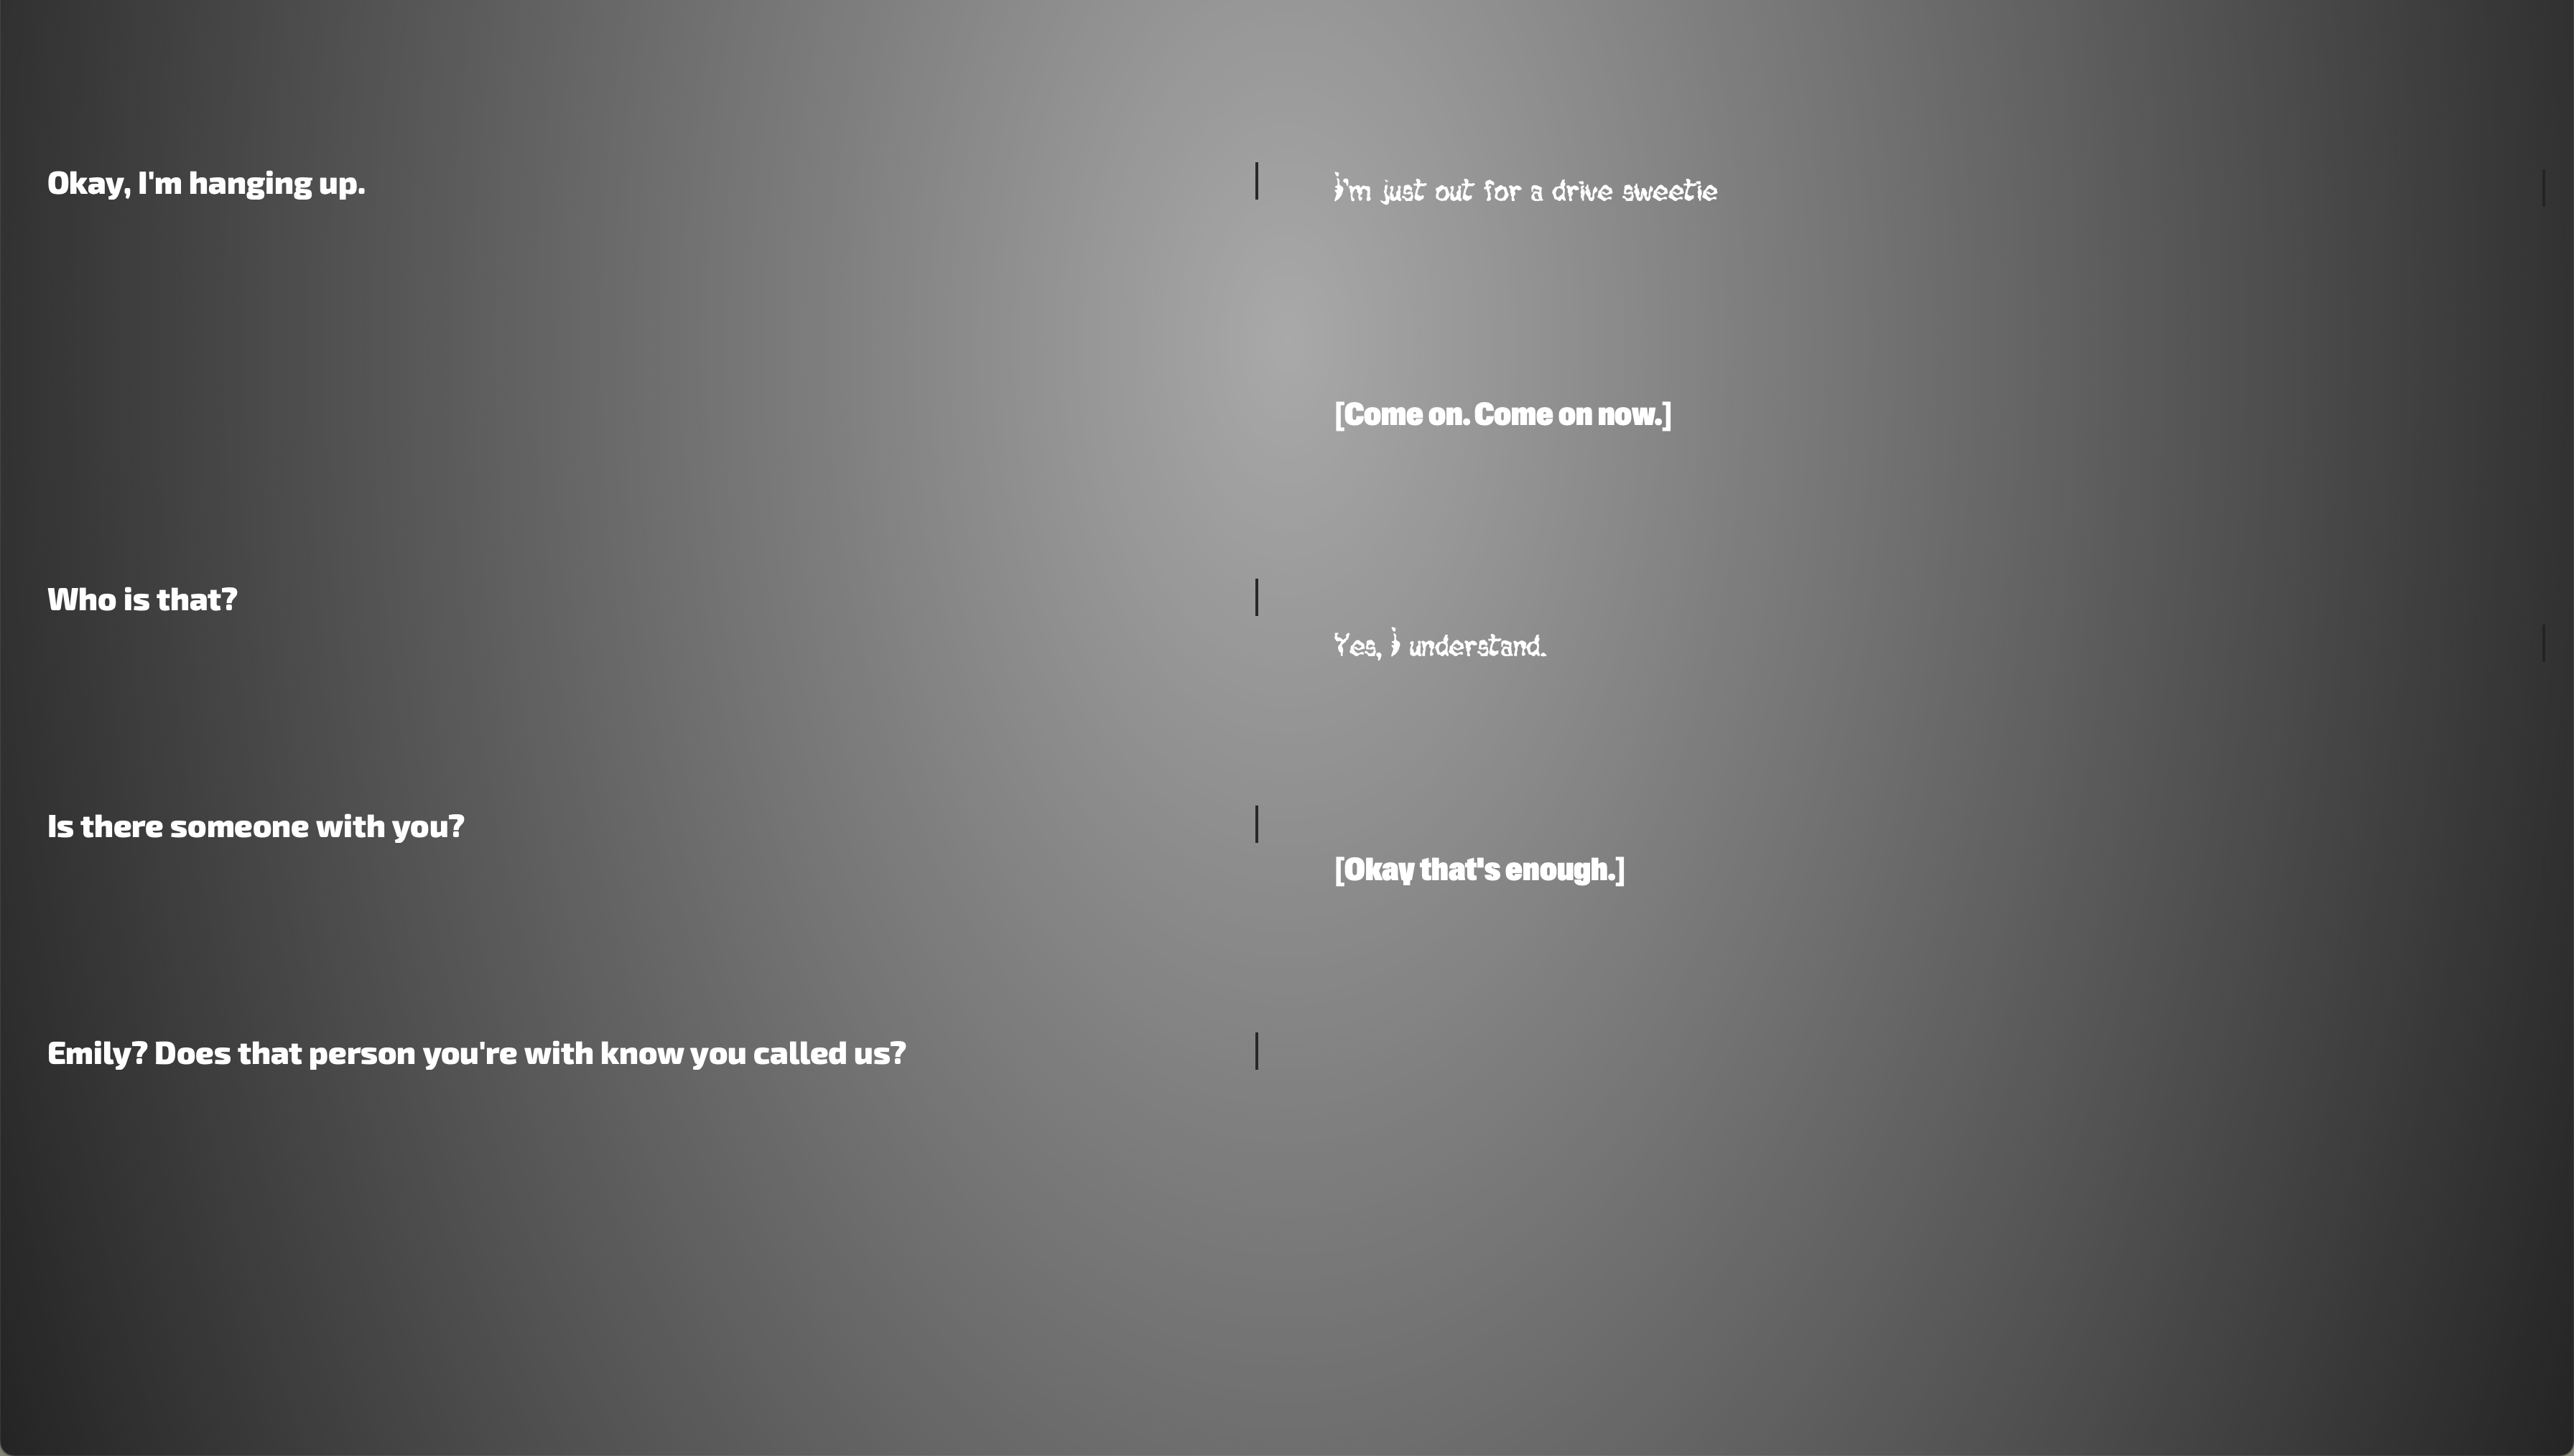 Okay, I'm hanging up.
I'm just out for a drive sweetie
[Come on. Come on now.]
Who is that?
Yes, I understand.
Is there someone with you?
[Okay that's enough.]
Emily? Does that person you're with know you called us?